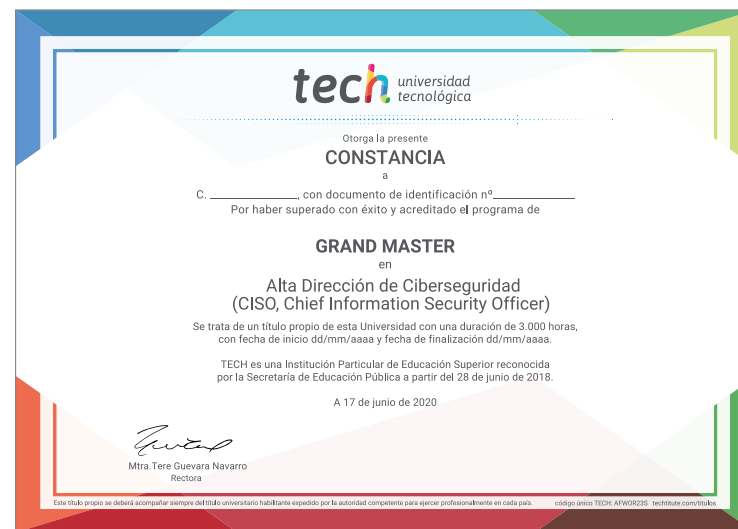 tech universidad
tecnológica
Otorga la presente
CONSTANCIA
a
C. ______________, con documento de identificación nº______________
Por haber superado con éxito y acreditado el programa de
GRAND MASTER
en
Alta Dirección de Ciberseguridad
(CISO, Chief Information Security Officer)
Se trata de un título propio de esta Universidad con una duración de 3.000 horas,
con fecha de inicio dd/mm/aaaa y fecha de finalización dd/mm/aaaa.
TECH es una Institución Particular de Educación Superior reconocida
por la Secretaría de Educación Pública a partir del 28 de junio de 2018.
A 17 de junio de 2020
Mtra.Tere Guevara Navarro
Rectora
Este título propio se deberá acompañar siempre del título universitario habilitante expedido por la autoridad competente para ejercer profesionalmente en cada país. código único TECH: AFWOR23S techtitute.com/titulos